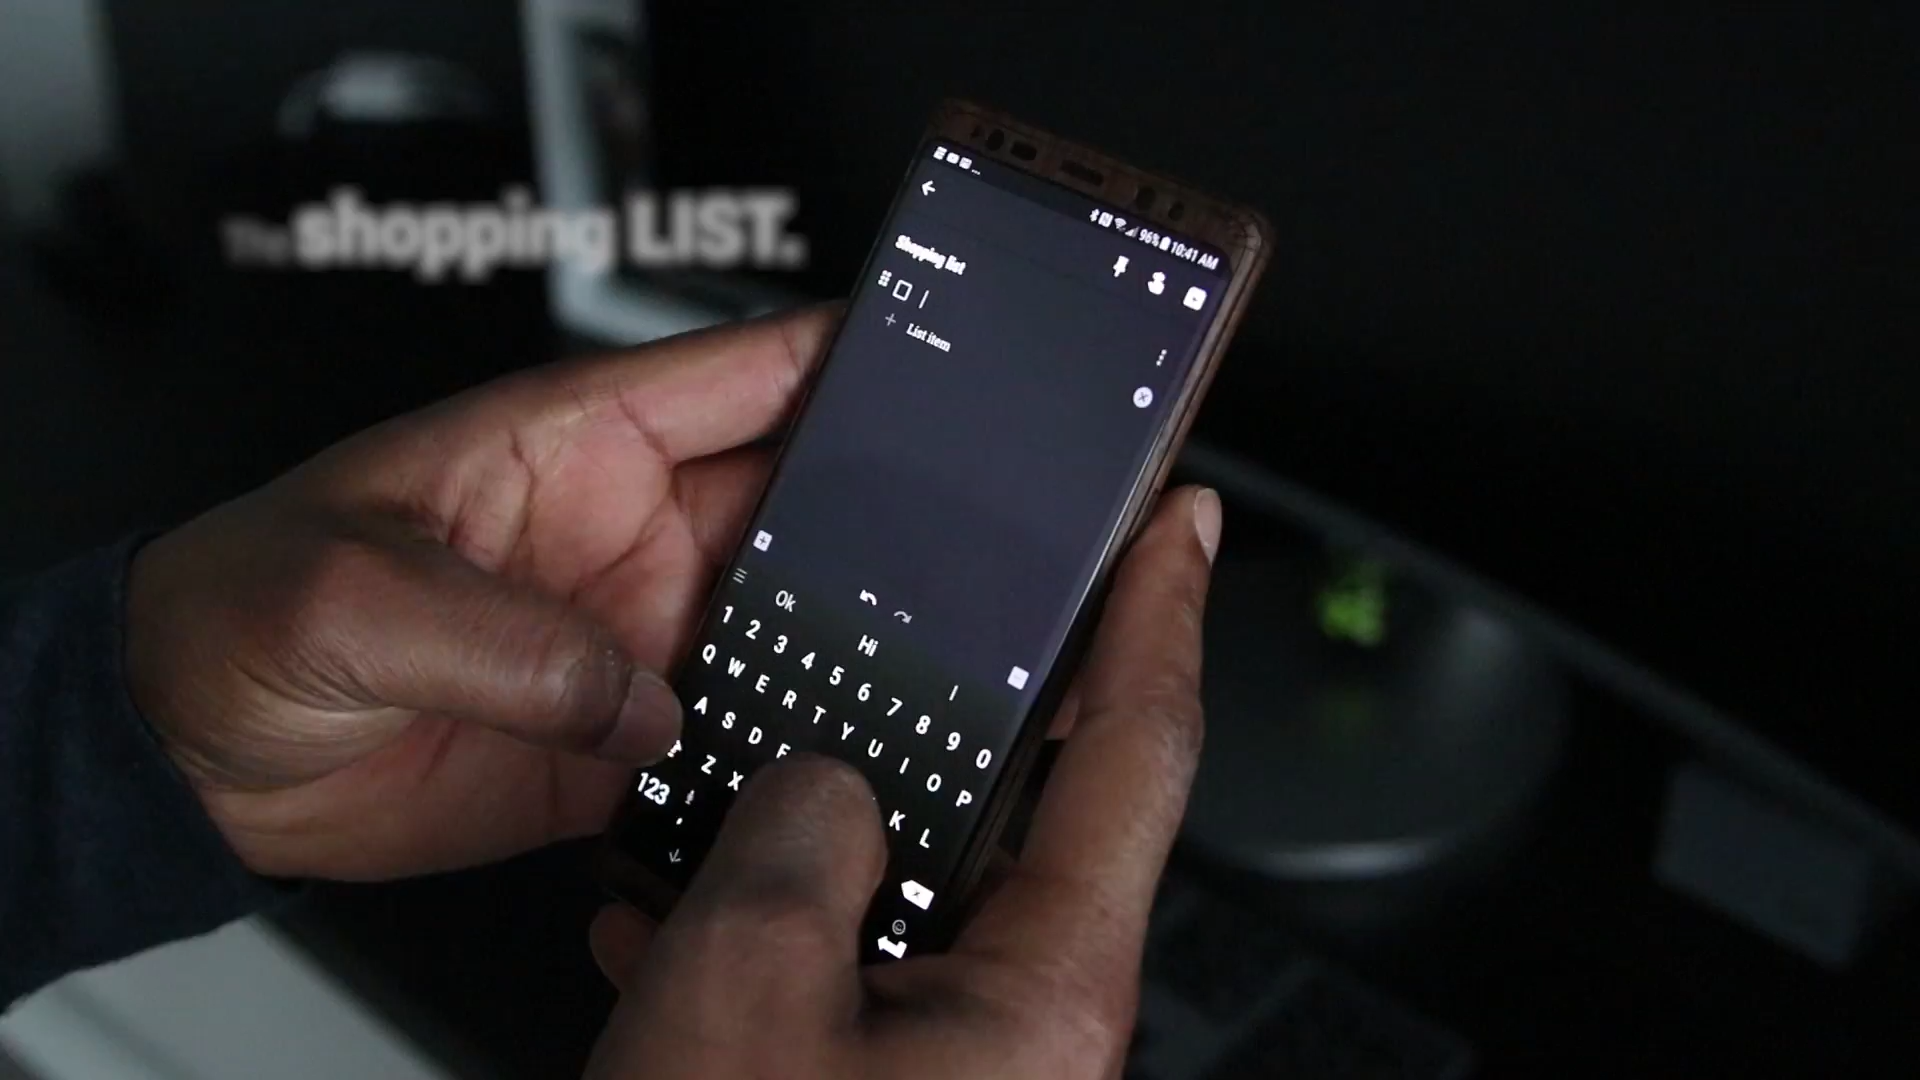 The shopping LIST.
96% 10:41 AM
Shopping list
List item
Ok Hi I
1 2 3 4 5 6 7 8 9 0
Q W E R T Y U I O P
A S D F K L
Z X
123 ,